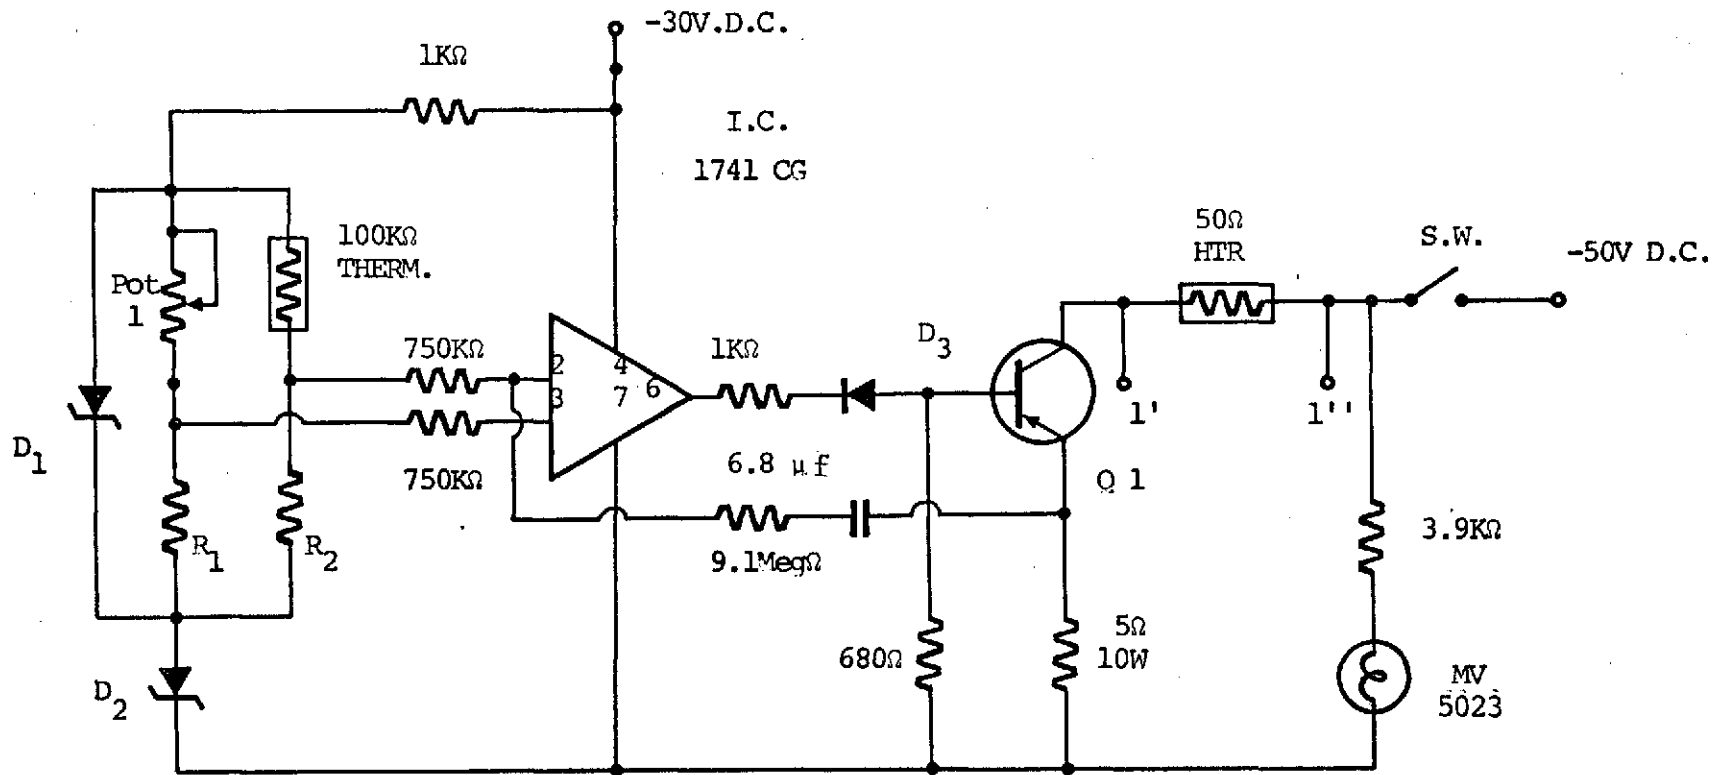 -30V.D.C.
1KΩ
I.C.
1741 CG
100KΩ
THERM.
Pot
1
50Ω
HTR
S.W.
-50V D.C.
D3
750KΩ
2
4
1KΩ
3
7
6
1'
1''
D1
750KΩ
6.8 μf
Q 1
R1
R2
9.1MegΩ
3.9KΩ
680Ω
5Ω
10W
D2
MV
5023